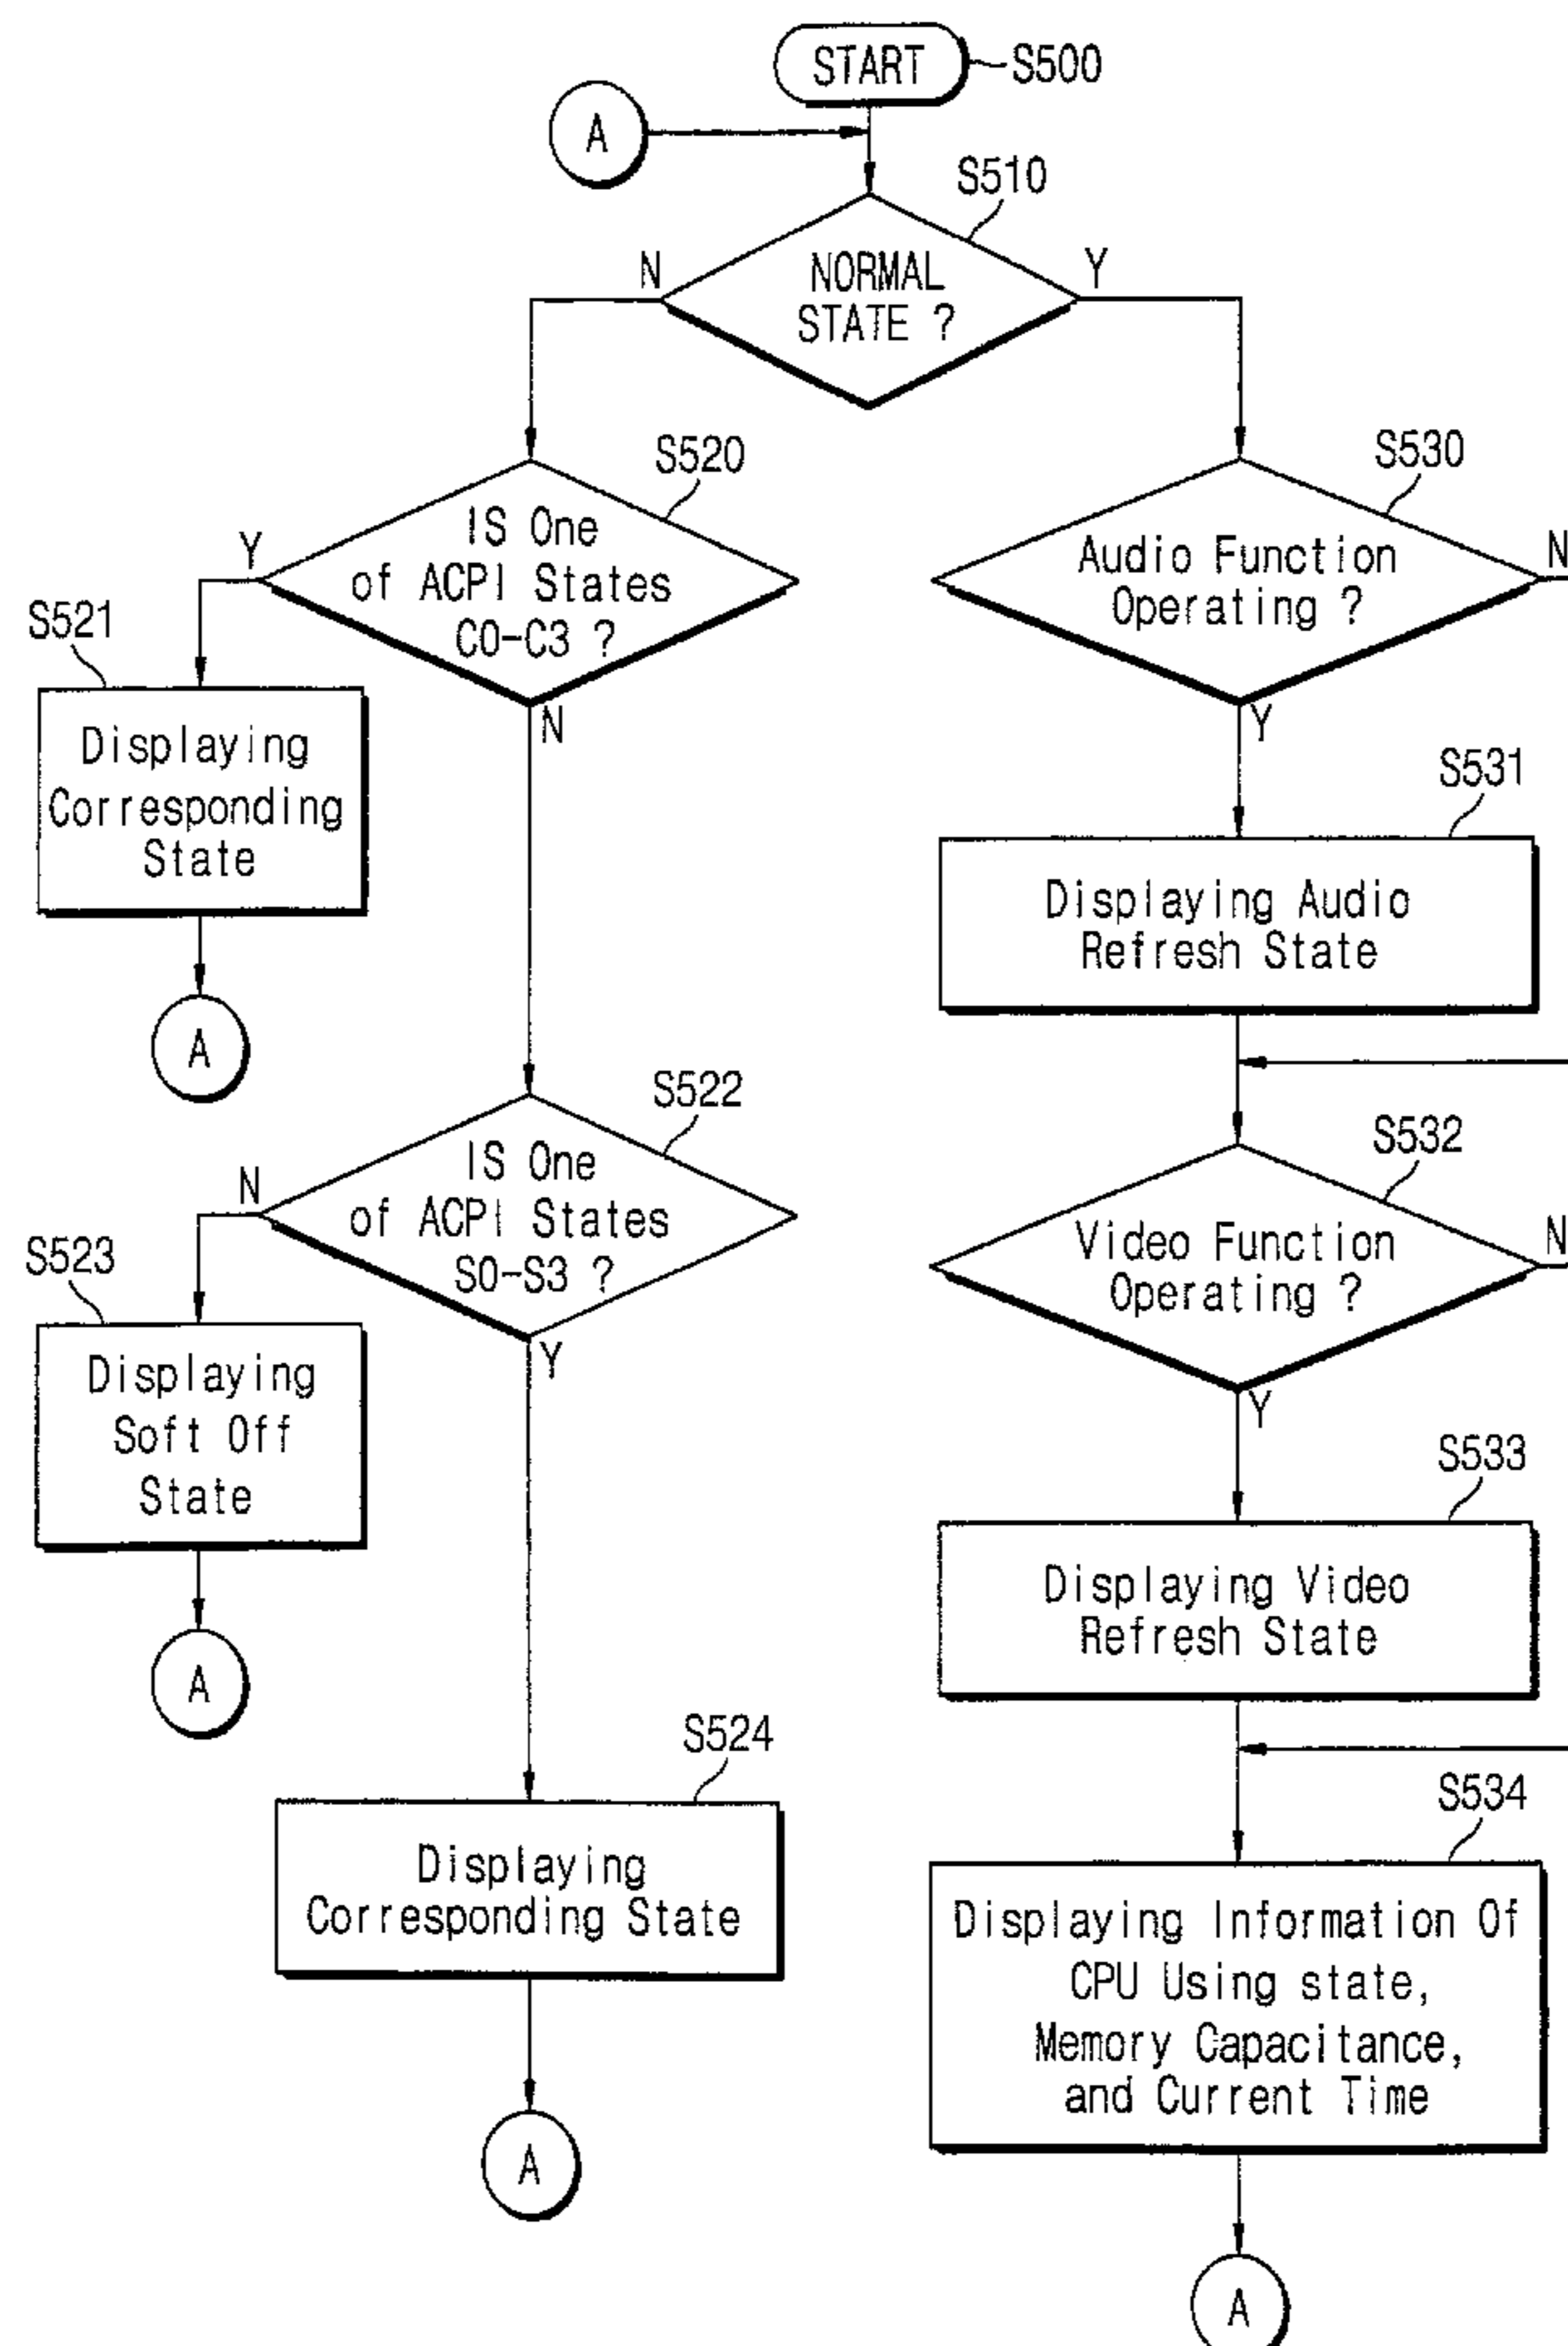 START
S500
A
S510
NORMAL
STATE ?
N
Y
S520
IS One
of ACPI States
C0-C3 ?
Y
N
S521
Displaying
Corresponding
State
A
S522
IS One
of ACPI States
S0-S3 ?
N
Y
S523
Displaying
Soft Off
State
A
S524
Displaying
Corresponding State
A
S530
Audio Function
Operating ?
N
Y
S531
Displaying Audio
Refresh State
S532
Video Function
Operating ?
N
Y
S533
Displaying Video
Refresh State
S534
Displaying Information Of
CPU Using state,
Memory Capacitance,
and Current Time
A